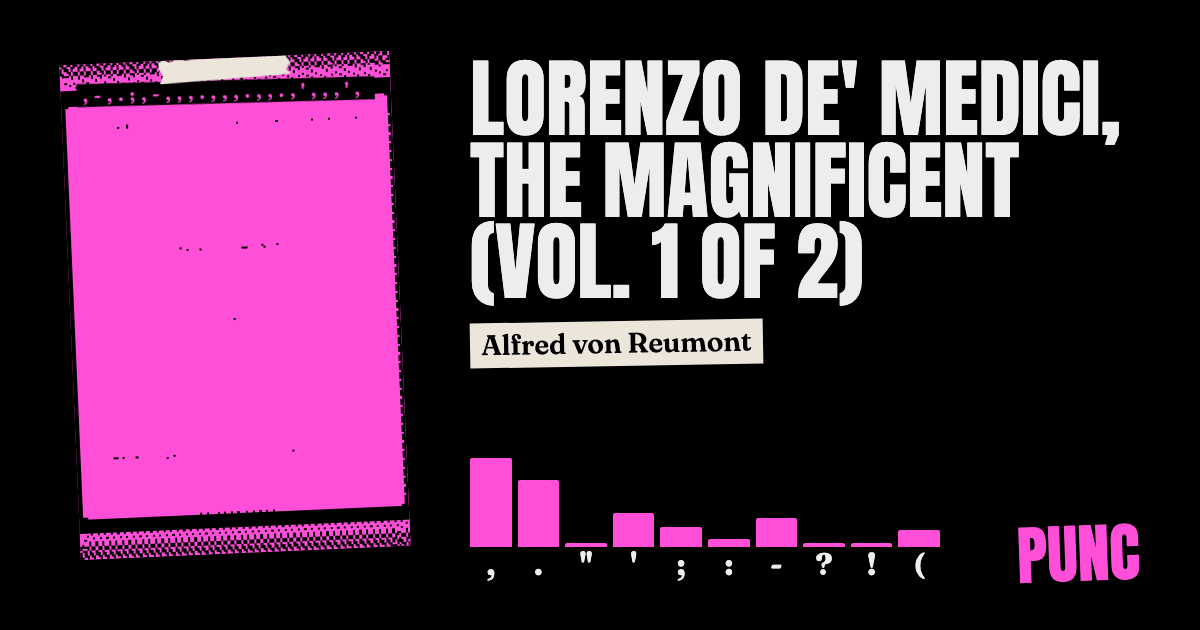 ,-,.;,-,,,.,,,.,,.,',,,',
LORENZO DE' MEDICI,
THE MAGNIFICENT
(VOL. 1 OF 2)
Alfred von Reumont
, . " ' ; : - ? ! (
PUNC